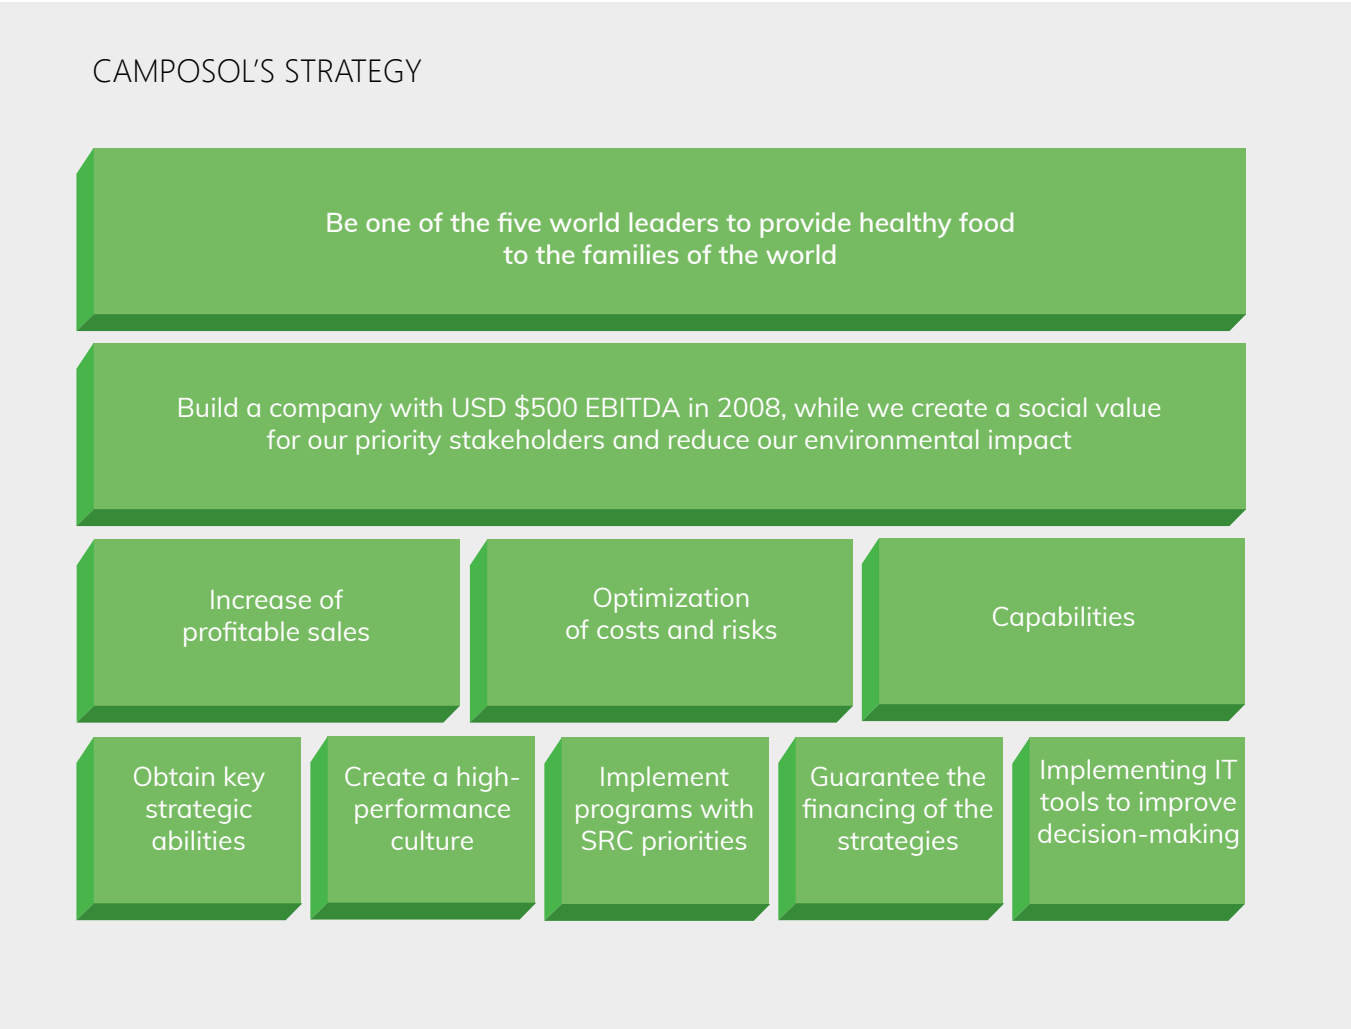 CAMPOSOL’S STRATEGY
Be one of the five world leaders to provide healthy food
to the families of the world
Build a company with USD $500 EBITDA in 2008, while we create a social value
for our priority stakeholders and reduce our environmental impact
Increase of
profitable sales
Optimization
of costs and risks
Capabilities
Obtain key
strategic
abilities
Create a high-
performance
culture
Implement
programs with
SRC priorities
Guarantee the
financing of the
strategies
Implementing IT
tools to improve
decision-making